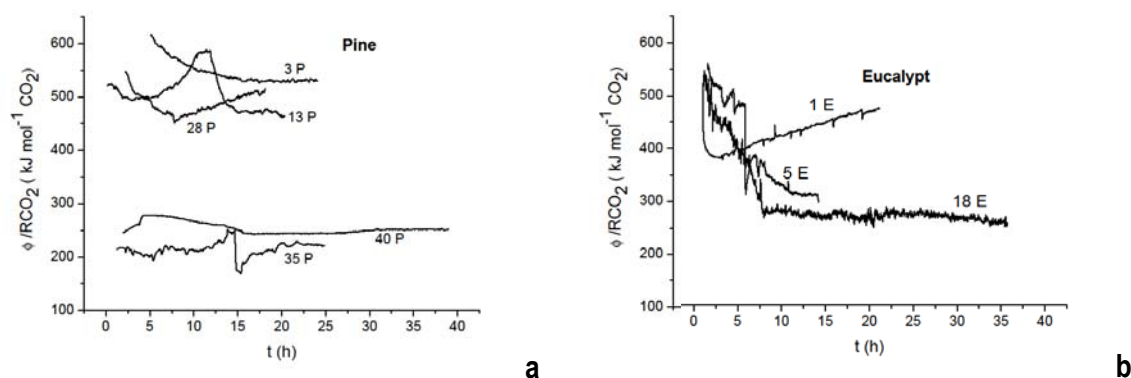 Pine
600
500
400
300
200
100
ϕ /RCO₂ ( kJ mol⁻¹ CO₂)
3 P
13 P
28 P
40 P
35 P
0 5 10 15 20 25 30 35 40
t (h)
a
Eucalypt
600
500
400
300
200
100
ϕ /RCO₂ ( kJ mol⁻¹ CO₂)
1 E
5 E
18 E
0 5 10 15 20 25 30 35 40
t (h)
b